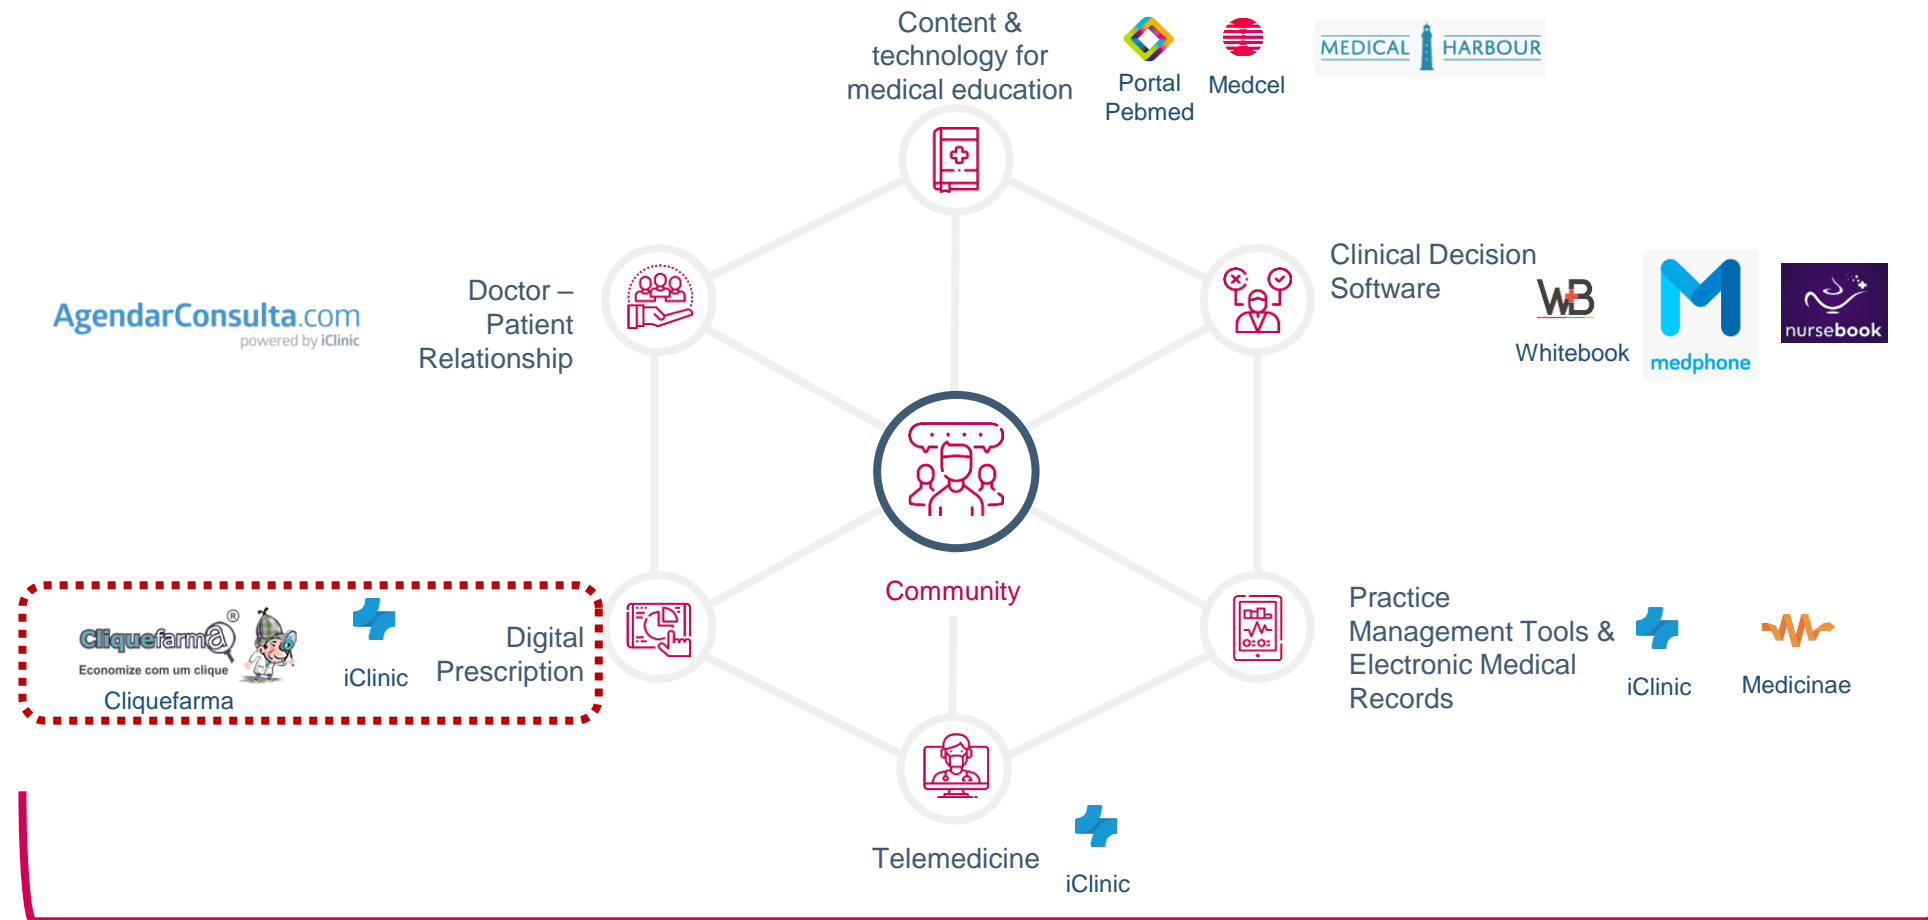 Content &
technology for
medical education
Portal
Pebmed
Medcel
MEDICAL HARBOUR
Clinical Decision
Software
WB
Whitebook
medphone
nursebook
Doctor –
Patient
Relationship
AgendarConsulta.com
powered by iClinic
Community
Cliquefarma®
Economize com um clique
Cliquefarma
iClinic
Digital
Prescription
Practice
Management Tools &
Electronic Medical
Records
iClinic
Medicinae
Telemedicine
iClinic